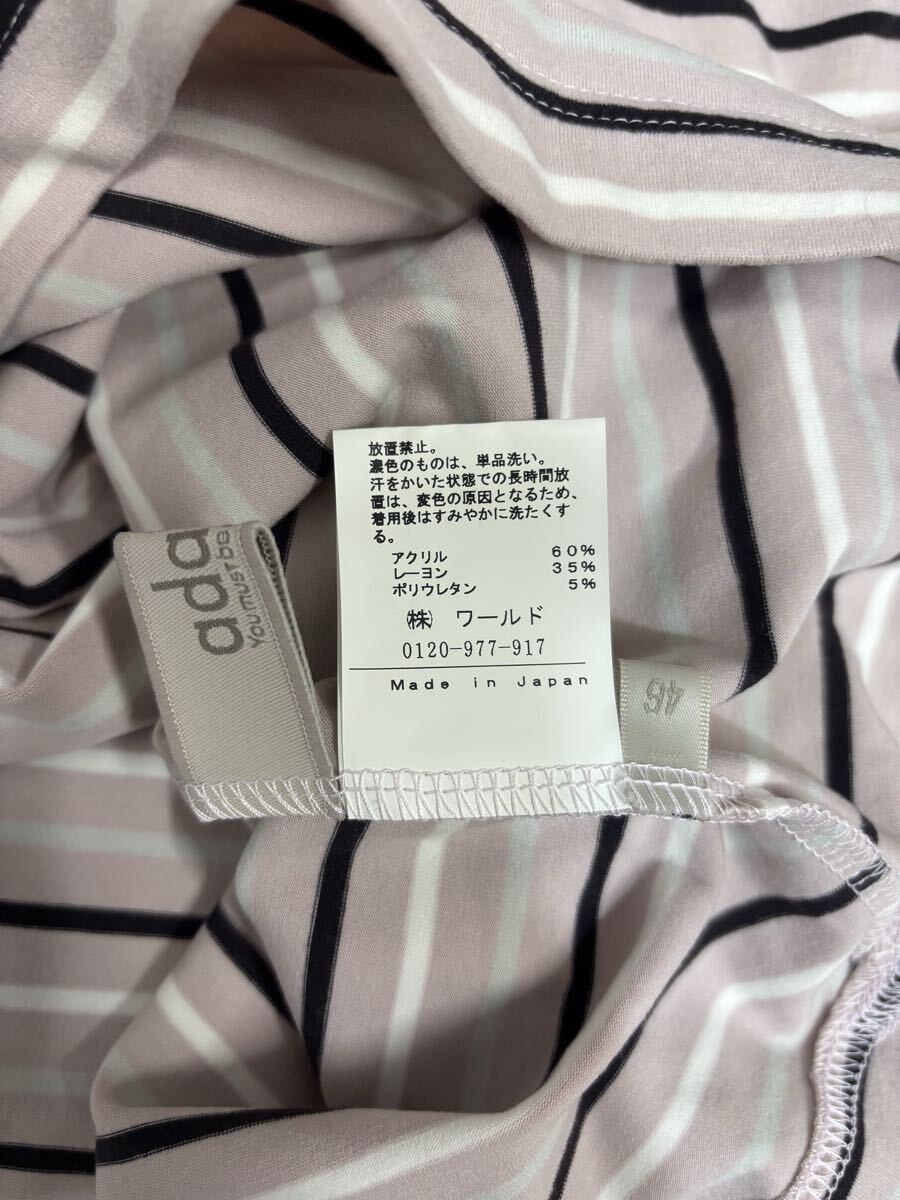 放置禁止。
濃色のものは、単品洗い。
汗をかいた状態での長時間放
置は、変色の原因となるため、
着用後はすみやかに洗たくす
る。
アクリル 60%
レーヨン 35%
ポリウレタン 5%
㈱ ワールド
0120-977-917
Made in Japan
ada
You must be
46